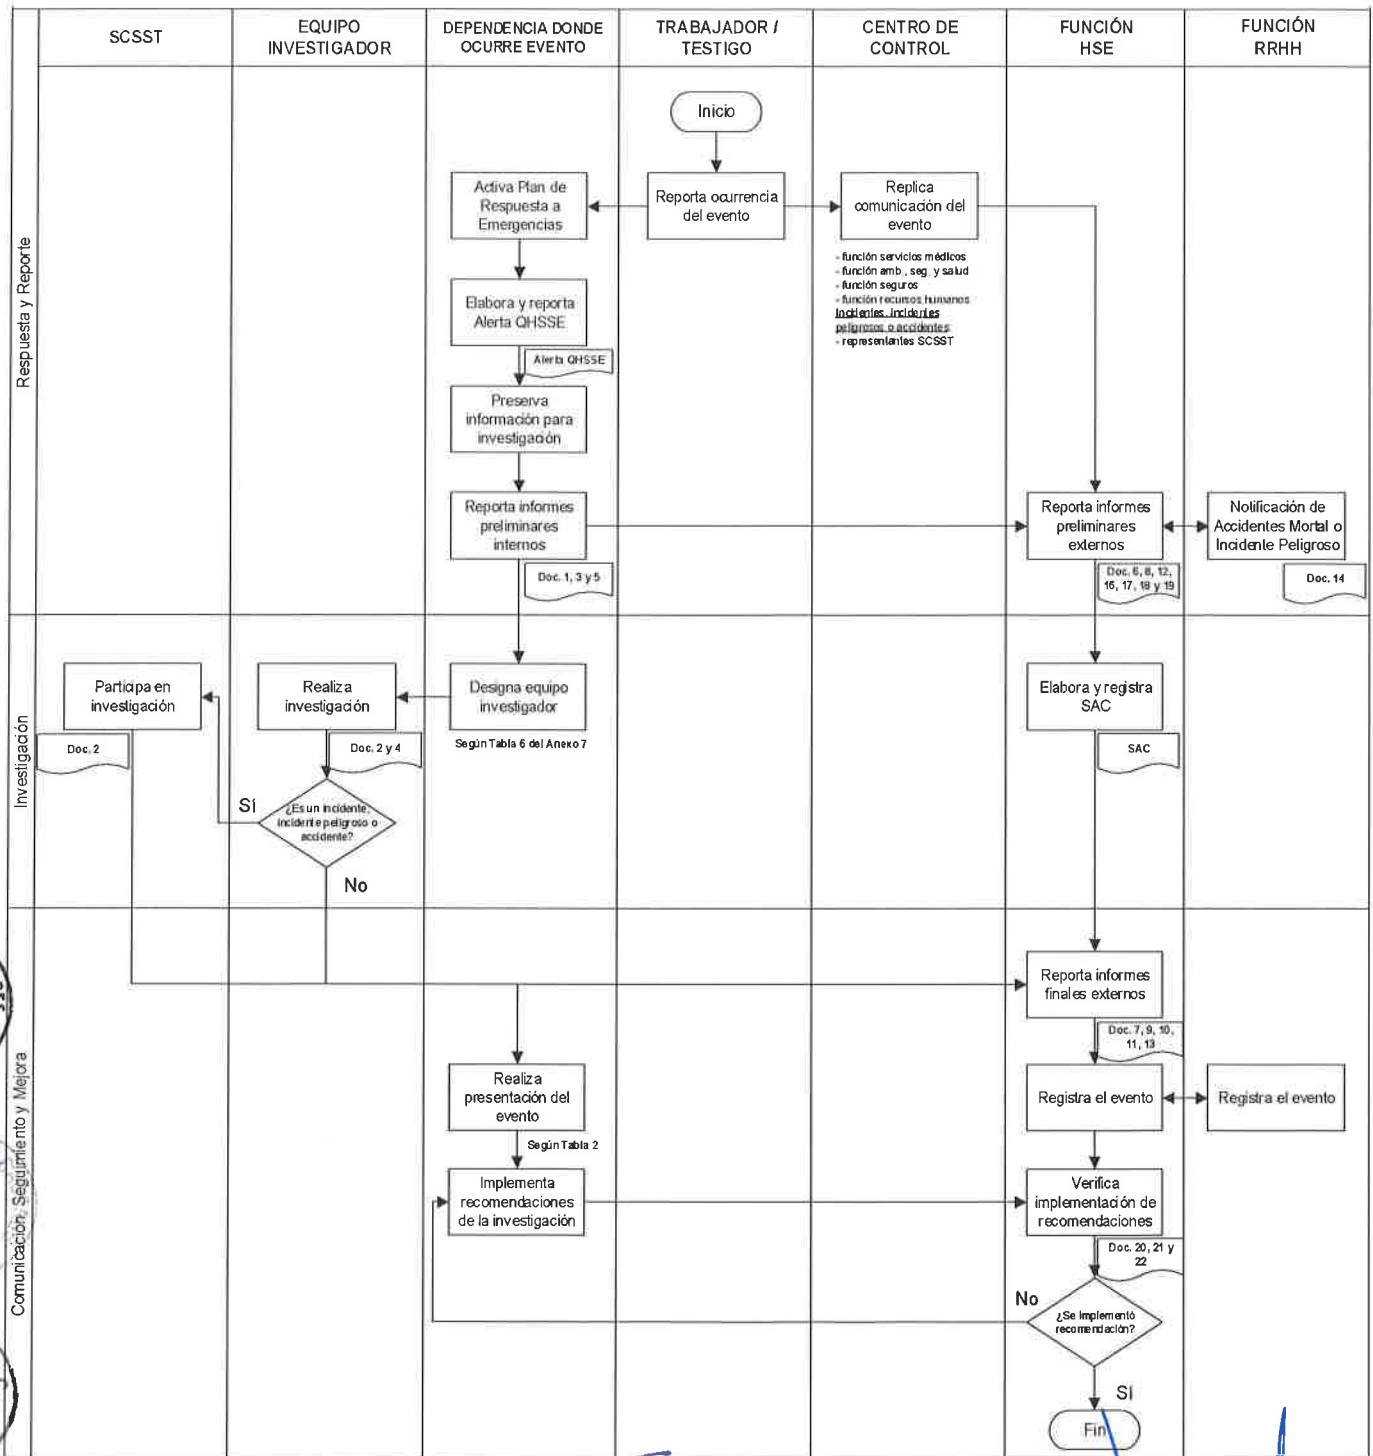 SCSST
EQUIPO
INVESTIGADOR
DEPENDENCIA DONDE
OCURRE EVENTO
TRABAJADOR /
TESTIGO
CENTRO DE
CONTROL
FUNCIÓN
HSE
FUNCIÓN
RRHH
Respuesta y Reporte
Inicio
Activa Plan de
Respuesta a
Emergencias
Reporta ocurrencia
del evento
Replica
comunicación del
evento
- función servicios médicos
- función amb., seg. y salud
- función seguros
- función recursos humanos
Incidentes, incidentes
peligrosos o accidentes
- representantes SCSST
Elabora y reporta
Alerta QHSSE
Alerta QHSSE
Preserva
información para
investigación
Reporta informes
preliminares
internos
Doc. 1, 3 y 5
Reporta informes
preliminares
externos
Doc. 6, 8, 12,
16, 17, 18 y 19
Notificación de
Accidentes Mortal o
Incidente Peligroso
Doc. 14
Investigación
Participa en
investigación
Doc. 2
Realiza
investigación
Doc. 2 y 4
Designa equipo
investigador
Según Tabla 6 del Anexo 7
Elabora y registra
SAC
SAC
Sí
¿Es un incidente,
incidente peligroso o
accidente?
No
Comunicación, Seguimiento y Mejora
Reporta informes
finales externos
Doc. 7, 9, 10,
11, 13
Realiza
presentación del
evento
Según Tabla 2
Registra el evento
Registra el evento
Implementa
recomendaciones
de la investigación
Verifica
implementación de
recomendaciones
Doc. 20, 21 y
22
No
¿Se implementó
recomendación?
Sí
Fin